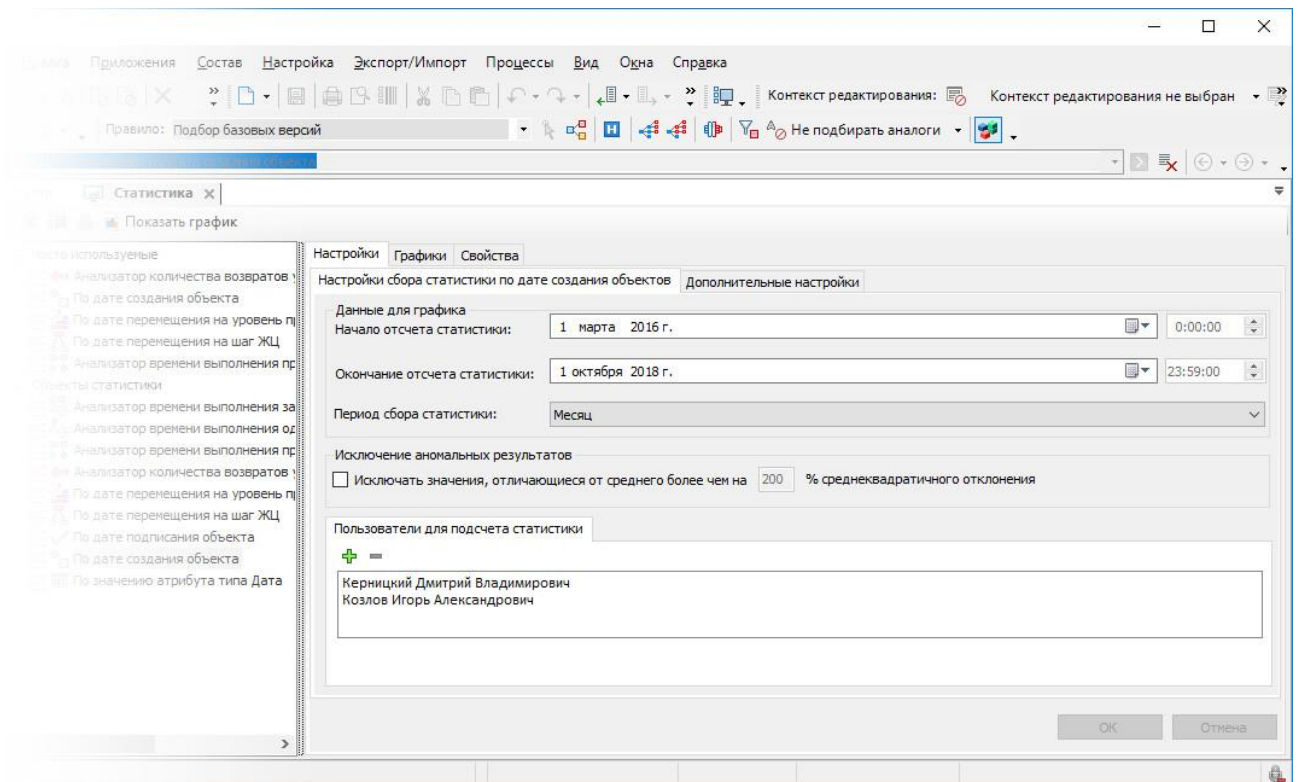 Приложения Состав Настройка Экспорт/Импорт Процессы Вид Окна Справка
Контекст редактирования: Контекст редактирования не выбран
Правило: Подбор базовых версий Не подбирать аналоги
Статистика
Показать график
Настройки Графики Свойства
Настройки сбора статистики по дате создания объектов Дополнительные настройки
часто используемые
Анализатор количества возвратов
По дате создания объекта
По дате перемещения на уровень
По дате перемещения на шаг ЖЦ
Анализатор времени выполнения пр
Объекты статистики
Анализатор времени выполнения за
Анализатор времени выполнения од
Анализатор времени выполнения пр
Анализатор количества возвратов
По дате перемещения на уровень
По дате перемещения на шаг ЖЦ
По дате подписания объекта
По дате создания объекта
По значению атрибута типа Дата
Данные для графика
Начало отсчета статистики: 1 марта 2016 г. 0:00:00
Окончание отсчета статистики: 1 октября 2018 г. 23:59:00
Период сбора статистики: Месяц
Исключение аномальных результатов
Исключать значения, отличающиеся от среднего более чем на 200 % среднеквадратичного отклонения
Пользователи для подсчета статистики
Керницкий Дмитрий Владимирович
Козлов Игорь Александрович
OK Отмена